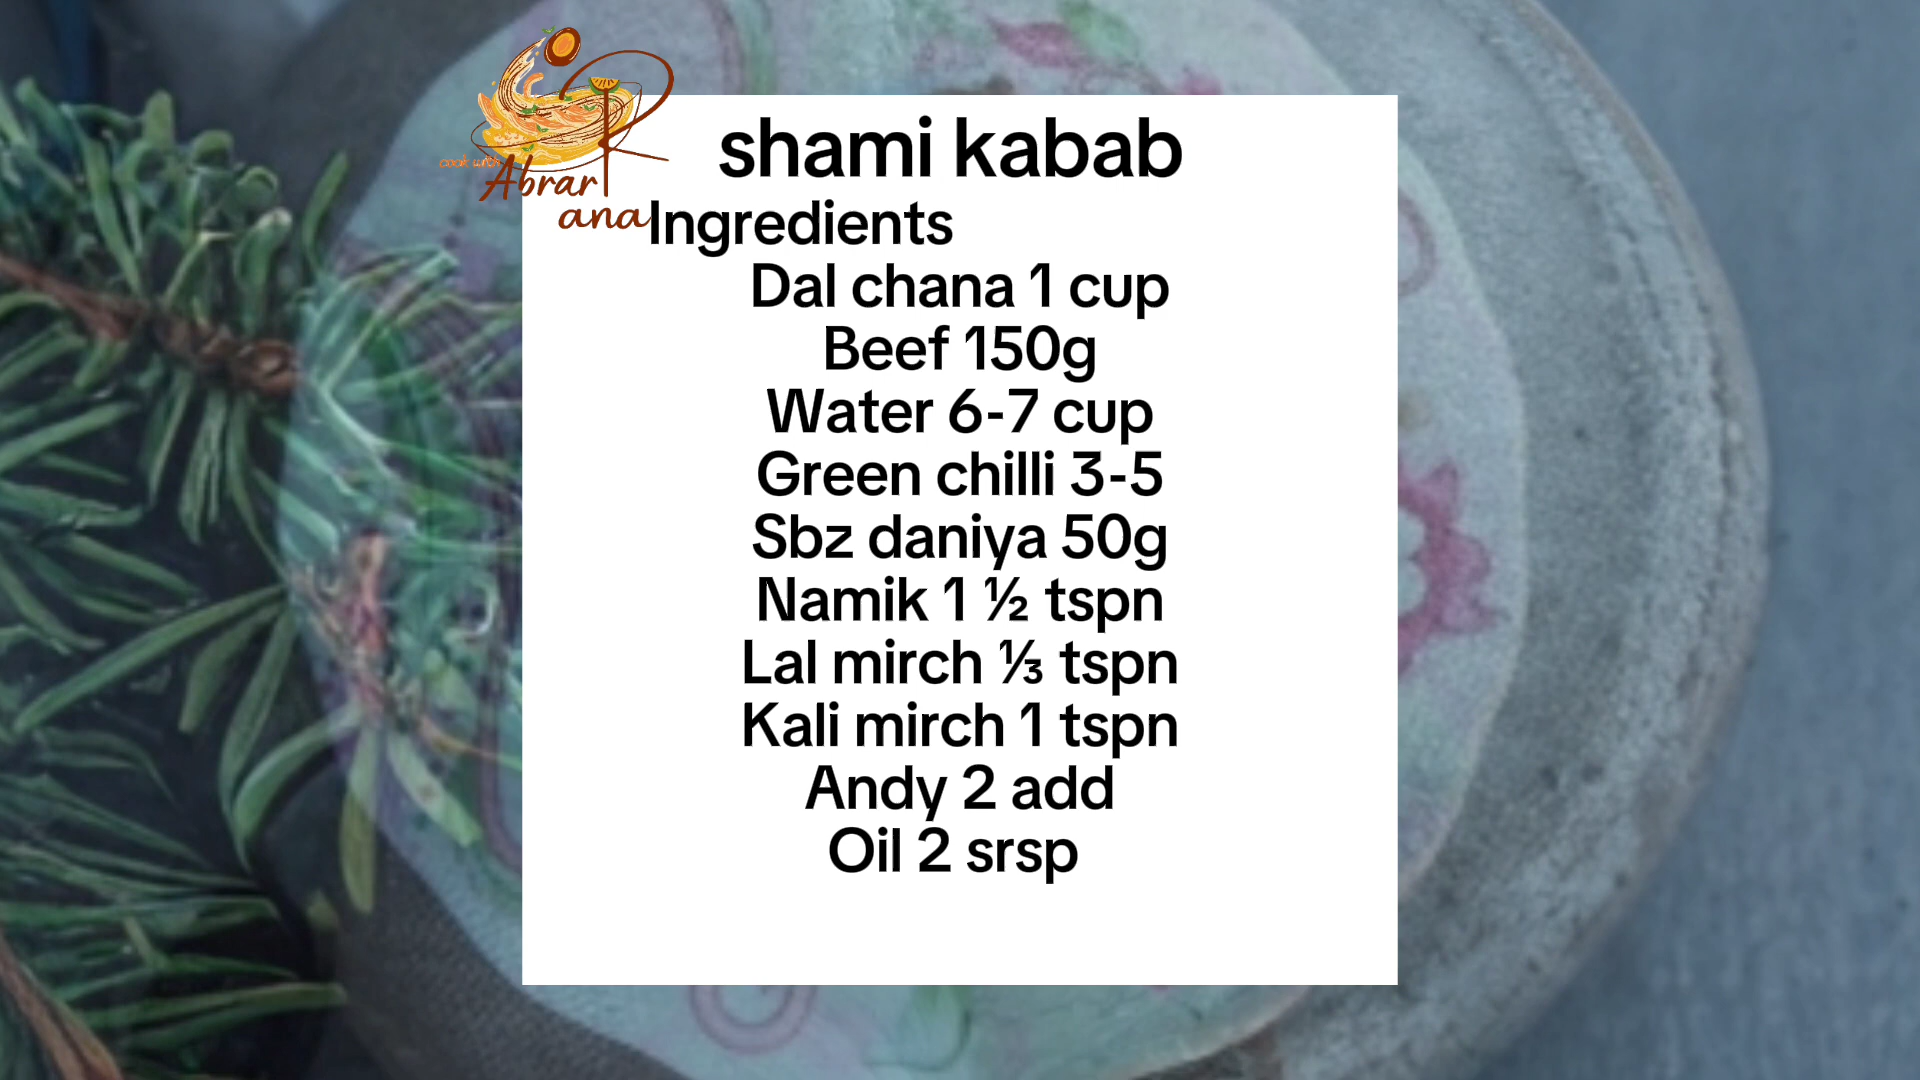 cook with
Abrar
Rana
shami kabab
Ingredients
Dal chana 1 cup
Beef 150g
Water 6-7 cup
Green chilli 3-5
Sbz daniya 50g
Namik 1 ½ tspn
Lal mirch ⅓ tspn
Kali mirch 1 tspn
Andy 2 add
Oil 2 srsp